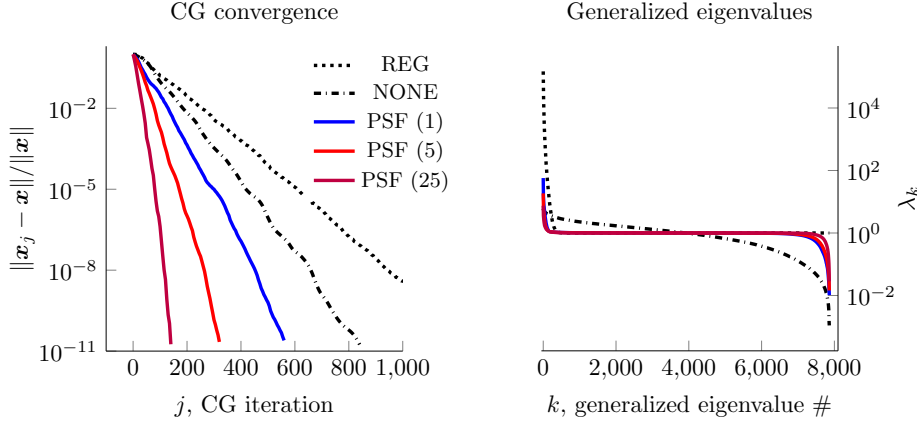 CG convergence
Generalized eigenvalues
REG
NONE
PSF (1)
PSF (5)
PSF (25)
10^{-2}
10^{-5}
10^{-8}
10^{-11}
‖x_j − x‖/‖x‖
0 200 400 600 800 1,000
j, CG iteration
10^4
10^2
10^0
10^{-2}
λ_k
0 2,000 4,000 6,000 8,000
k, generalized eigenvalue #